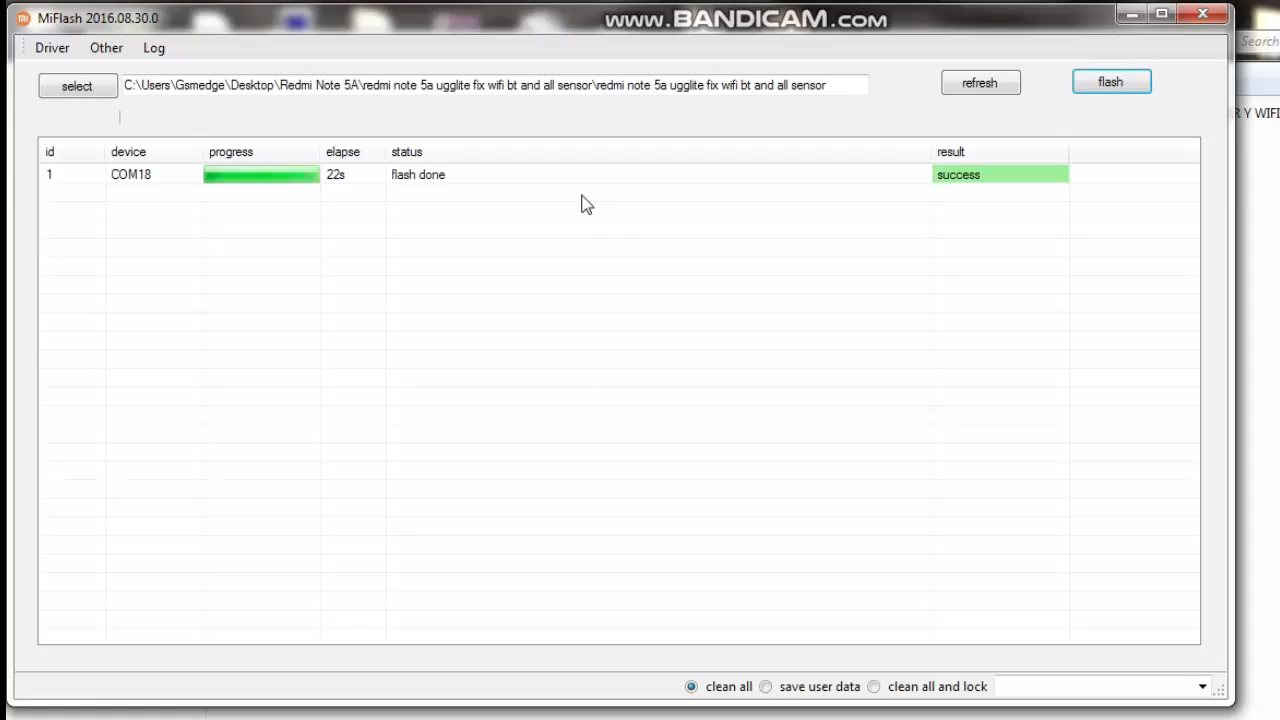 MiFlash 2016.08.30.0
www.BANDICAM.com
Search
Driver Other Log
select C:\Users\Gsmedge\Desktop\Redmi Note 5A\redmi note 5a ugglite fix wifi bt and all sensor\redmi note 5a ugglite fix wifi bt and all sensor refresh flash
R Y WIFI
id device progress elapse status result
1 COM18 22s flash done success
clean all save user data clean all and lock